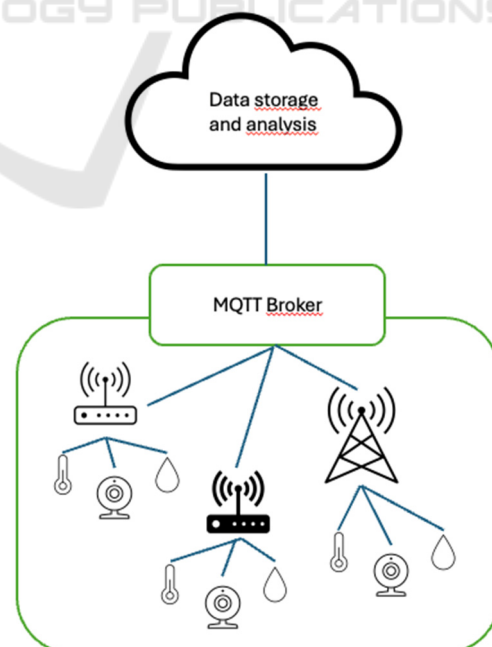 OGY PUBLICATIONS
Data storage
and analysis
MQTT Broker